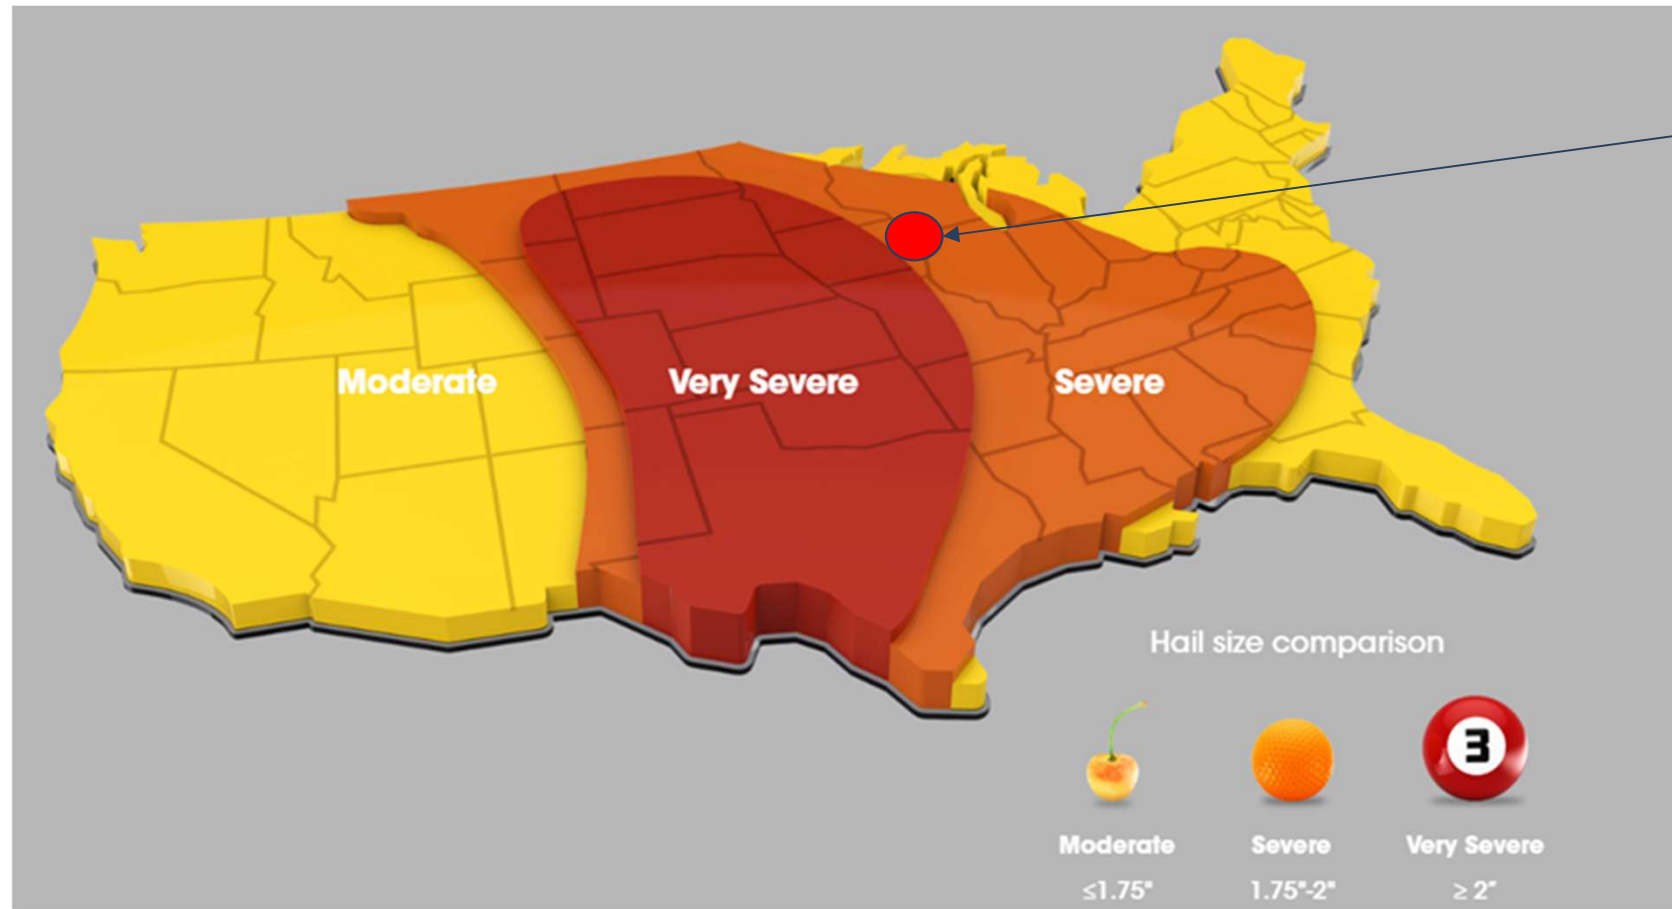 Moderate
Very Severe
Severe
Hail size comparison
3
Moderate
Severe
Very Severe
≤1.75"
1.75"-2"
≥ 2"